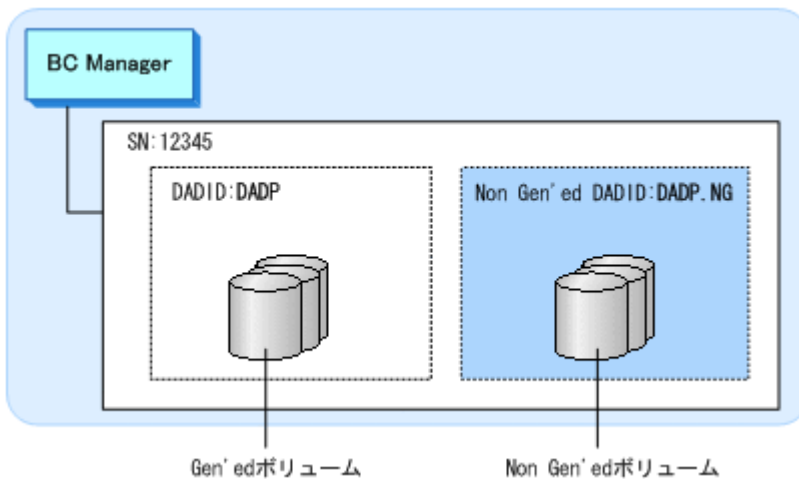 BC Manager
SN:12345
DADID:DADP
Non Gen'ed DADID:DADP.NG
Gen'edボリューム
Non Gen'edボリューム